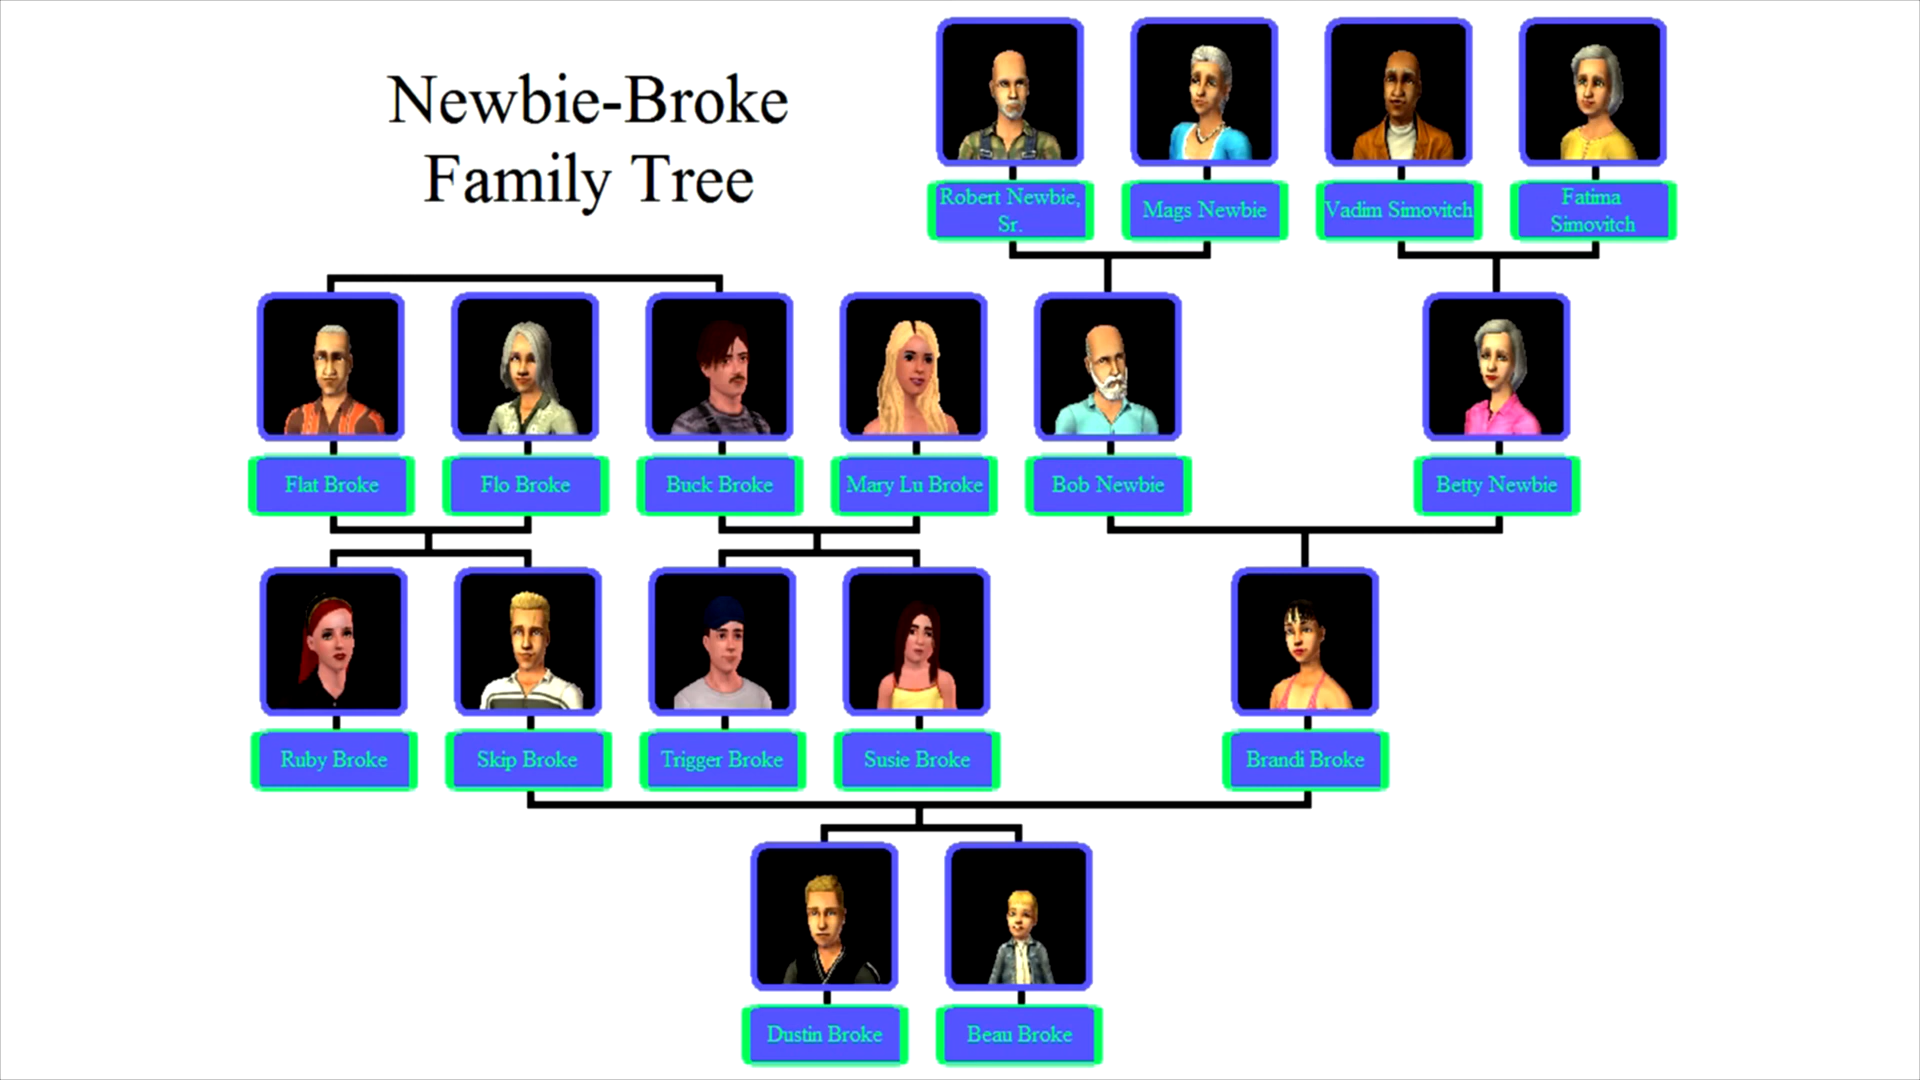 Newbie-Broke
Family Tree
Robert Newbie,
Sr.
Mags Newbie
Vadim Simovitch
Fatima
Simovitch
Flat Broke
Flo Broke
Buck Broke
Mary Lu Broke
Bob Newbie
Betty Newbie
Ruby Broke
Skip Broke
Trigger Broke
Susie Broke
Brandi Broke
Dustin Broke
Beau Broke